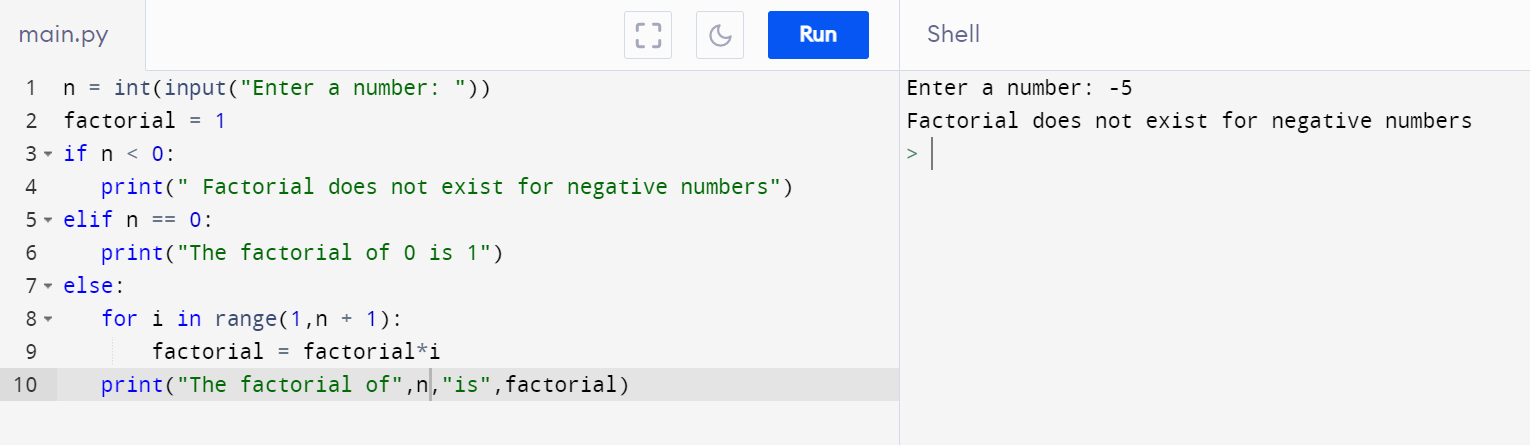 main.py
Run
Shell
1 n = int(input("Enter a number: "))
2 factorial = 1
3 if n < 0:
4    print(" Factorial does not exist for negative numbers")
5 elif n == 0:
6    print("The factorial of 0 is 1")
7 else:
8    for i in range(1,n + 1):
9        factorial = factorial*i
10    print("The factorial of",n,"is",factorial)
Enter a number: -5
Factorial does not exist for negative numbers
>